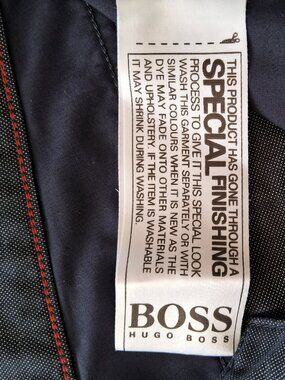 THIS PRODUCT HAS GONE THROUGH A
SPECIAL FINISHING
PROCESS TO GIVE IT THIS SPECIAL LOOK
WASH THIS GARMENT SEPARATELY OR WITH
SIMILAR COLOURS WHEN IT IS NEW AS THE
DYE MAY FADE ONTO OTHER MATERIALS
AND UPHOLSTERY. IF THE ITEM IS WASHABLE
IT MAY SHRINK DURING WASHING.
BOSS
HUGO BOSS